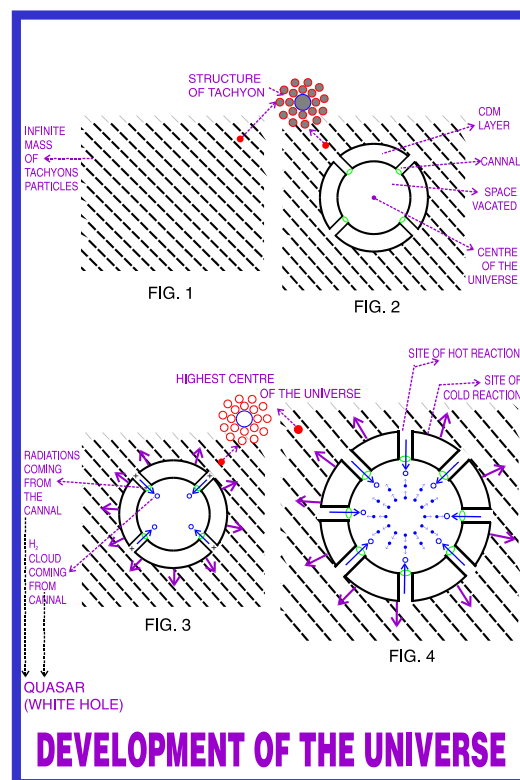 STRUCTURE
OF TACHYON
CDM
LAYER
INFINITE
MASS
OF
TACHYONS
PARTICLES
CANNAL
SPACE
VACATED
CENTRE
OF THE
UNIVERSE
FIG. 1
FIG. 2
SITE OF HOT REACTION
HIGHEST CENTRE
OF THE UNIVERSE
SITE OF
COLD REACTION
RADIATIONS
COMING
FROM
THE
CANNAL
H2
CLOUD
COMING
FROM
CANNAL
FIG. 3
FIG. 4
QUASAR
(WHITE HOLE)
DEVELOPMENT OF THE UNIVERSE